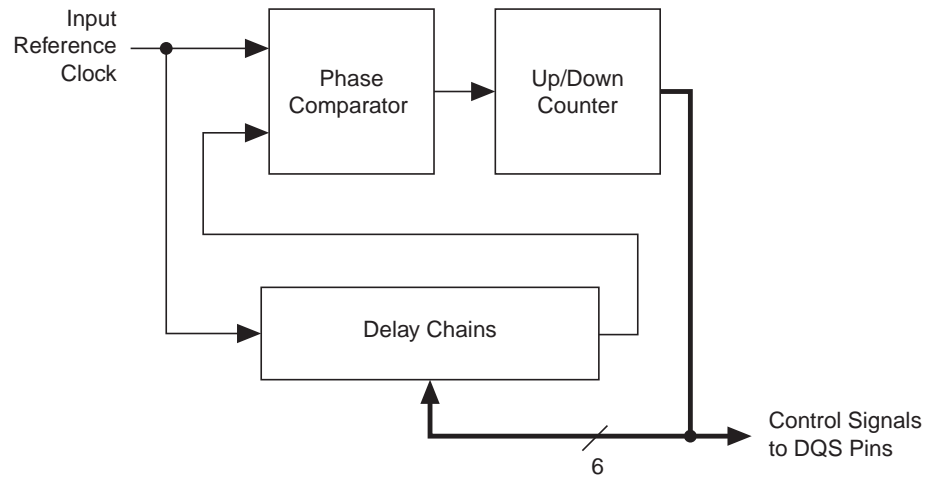 Input
Reference
Clock
Phase
Comparator
Up/Down
Counter
Delay Chains
6
Control Signals
to DQS Pins